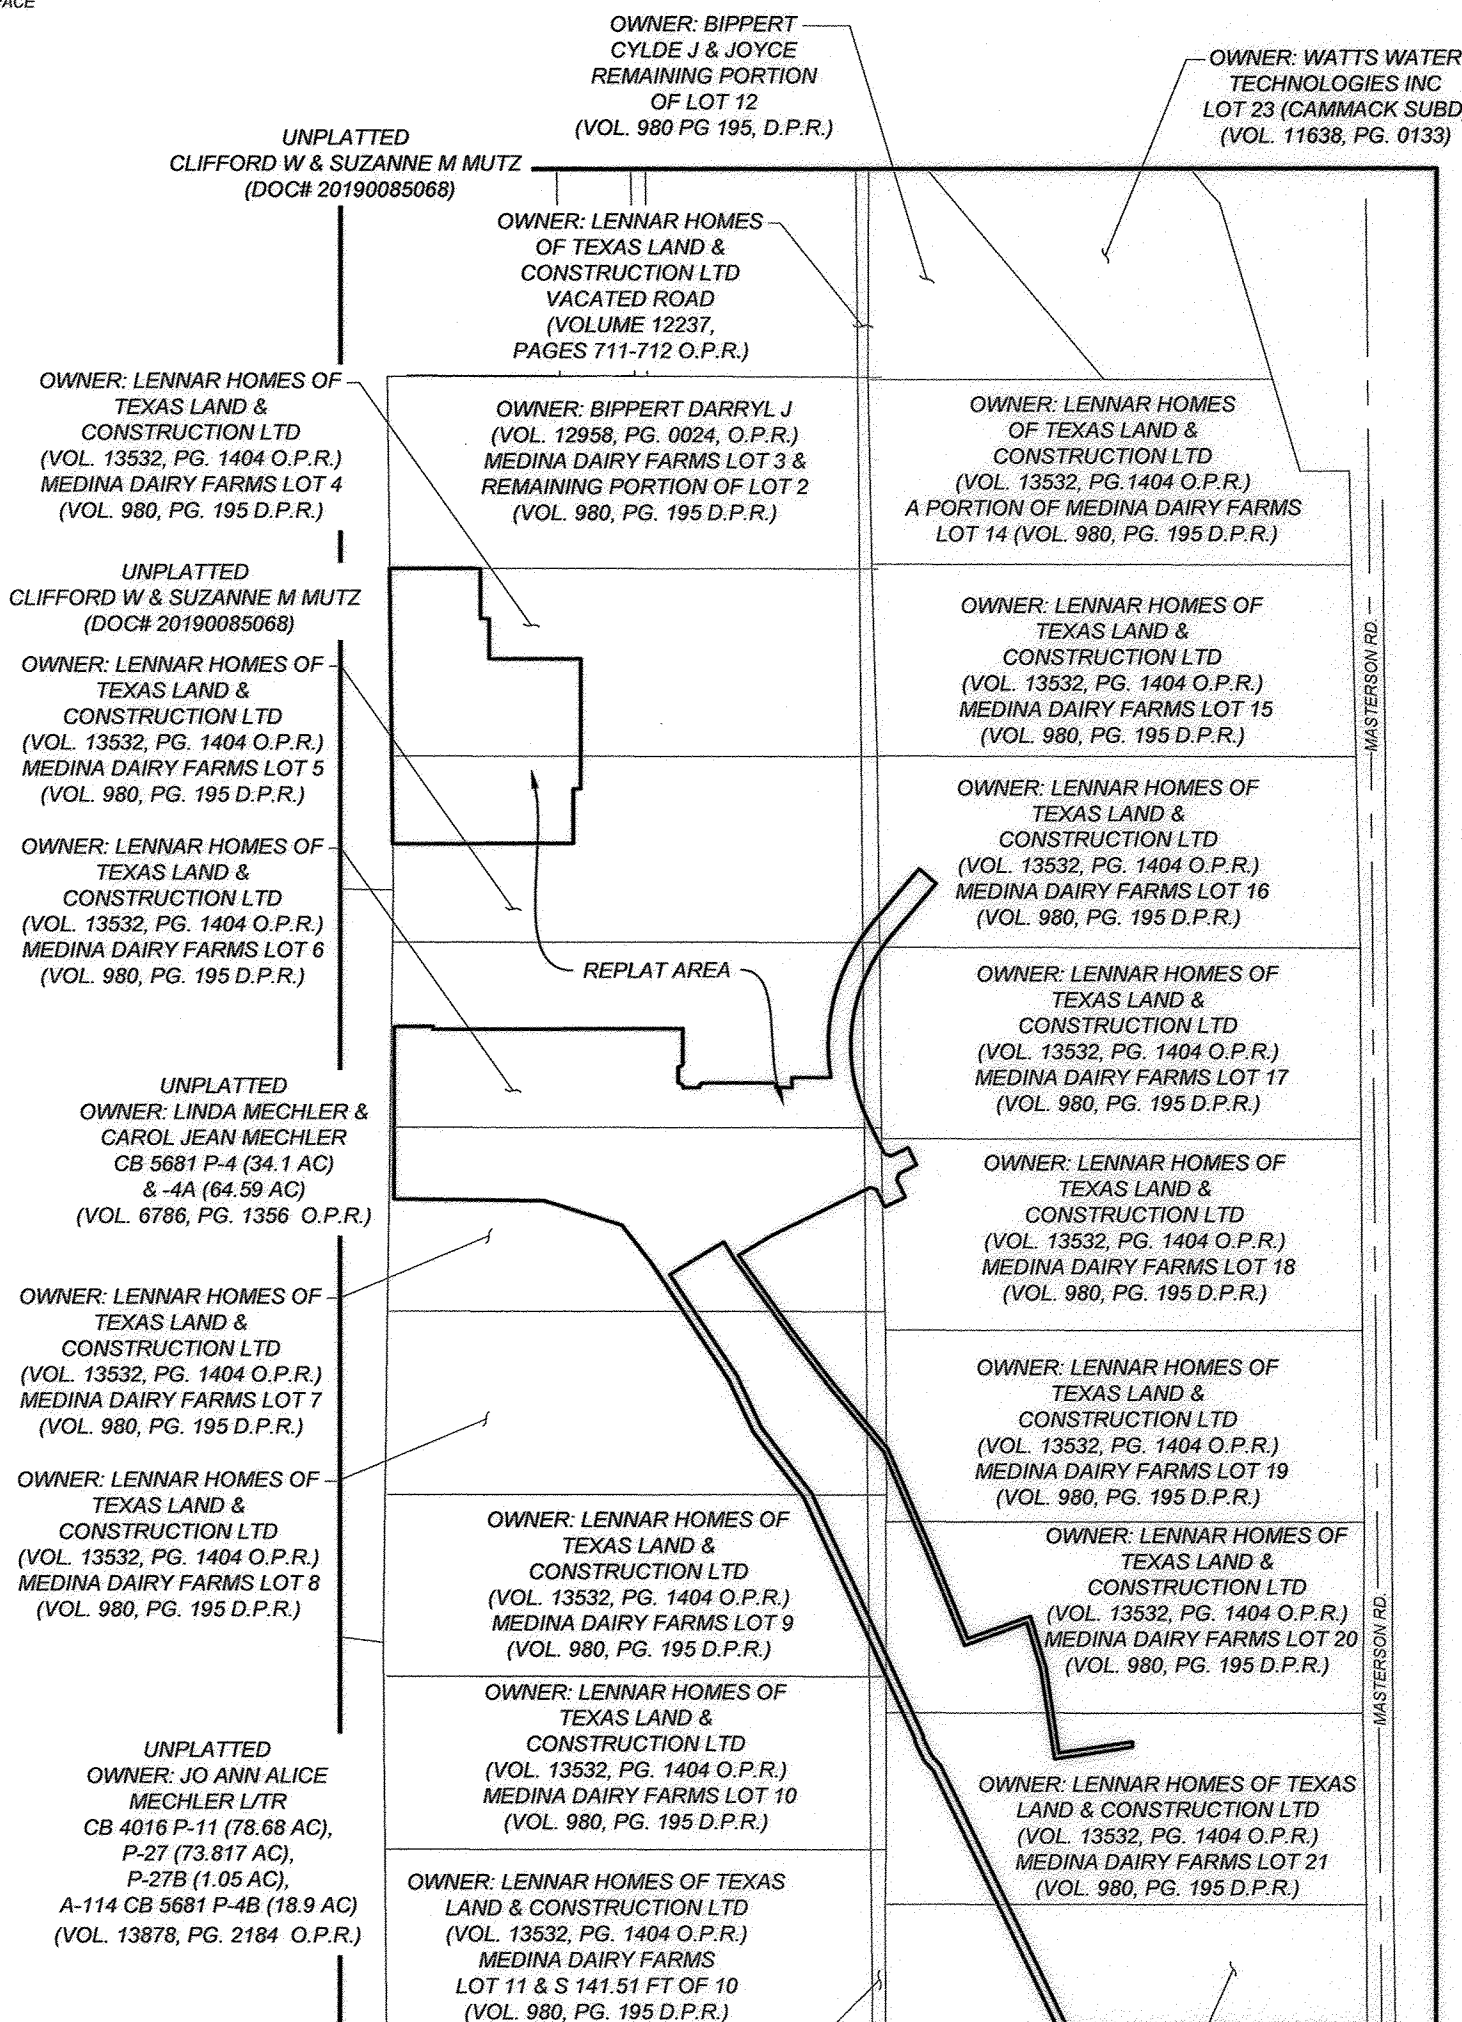 OWNER: BIPPERT
CYLDE J & JOYCE
REMAINING PORTION
OF LOT 12
(VOL. 980 PG 195, D.P.R.)
OWNER: WATTS WATER
TECHNOLOGIES INC
LOT 23 (CAMMACK SUBD
(VOL. 11638, PG. 0133)
UNPLATTED
CLIFFORD W & SUZANNE M MUTZ
(DOC# 20190085068)
OWNER: LENNAR HOMES
OF TEXAS LAND &
CONSTRUCTION LTD
VACATED ROAD
(VOLUME 12237,
PAGES 711-712 O.P.R.)
OWNER: LENNAR HOMES OF
TEXAS LAND &
CONSTRUCTION LTD
(VOL. 13532, PG. 1404 O.P.R.)
MEDINA DAIRY FARMS LOT 4
(VOL. 980, PG. 195 D.P.R.)
OWNER: BIPPERT DARRYL J
(VOL. 12958, PG. 0024, O.P.R.)
MEDINA DAIRY FARMS LOT 3 &
REMAINING PORTION OF LOT 2
(VOL. 980, PG. 195 D.P.R.)
OWNER: LENNAR HOMES
OF TEXAS LAND &
CONSTRUCTION LTD
(VOL. 13532, PG.1404 O.P.R.)
A PORTION OF MEDINA DAIRY FARMS
LOT 14 (VOL. 980, PG. 195 D.P.R.)
UNPLATTED
CLIFFORD W & SUZANNE M MUTZ
(DOC# 20190085068)
OWNER: LENNAR HOMES OF
TEXAS LAND &
CONSTRUCTION LTD
(VOL. 13532, PG. 1404 O.P.R.)
MEDINA DAIRY FARMS LOT 15
(VOL. 980, PG. 195 D.P.R.)
MASTERSON RD.
OWNER: LENNAR HOMES OF
TEXAS LAND &
CONSTRUCTION LTD
(VOL. 13532, PG. 1404 O.P.R.)
MEDINA DAIRY FARMS LOT 5
(VOL. 980, PG. 195 D.P.R.)
OWNER: LENNAR HOMES OF
TEXAS LAND &
CONSTRUCTION LTD
(VOL. 13532, PG. 1404 O.P.R.)
MEDINA DAIRY FARMS LOT 16
(VOL. 980, PG. 195 D.P.R.)
OWNER: LENNAR HOMES OF
TEXAS LAND &
CONSTRUCTION LTD
(VOL. 13532, PG. 1404 O.P.R.)
MEDINA DAIRY FARMS LOT 6
(VOL. 980, PG. 195 D.P.R.)
REPLAT AREA
OWNER: LENNAR HOMES OF
TEXAS LAND &
CONSTRUCTION LTD
(VOL. 13532, PG. 1404 O.P.R.)
MEDINA DAIRY FARMS LOT 17
(VOL. 980, PG. 195 D.P.R.)
UNPLATTED
OWNER: LINDA MECHLER &
CAROL JEAN MECHLER
CB 5681 P-4 (34.1 AC)
& -4A (64.59 AC)
(VOL. 6786, PG. 1356 O.P.R.)
OWNER: LENNAR HOMES OF
TEXAS LAND &
CONSTRUCTION LTD
(VOL. 13532, PG. 1404 O.P.R.)
MEDINA DAIRY FARMS LOT 18
(VOL. 980, PG. 195 D.P.R.)
OWNER: LENNAR HOMES OF
TEXAS LAND &
CONSTRUCTION LTD
(VOL. 13532, PG. 1404 O.P.R.)
MEDINA DAIRY FARMS LOT 7
(VOL. 980, PG. 195 D.P.R.)
OWNER: LENNAR HOMES OF
TEXAS LAND &
CONSTRUCTION LTD
(VOL. 13532, PG. 1404 O.P.R.)
MEDINA DAIRY FARMS LOT 19
(VOL. 980, PG. 195 D.P.R.)
OWNER: LENNAR HOMES OF
TEXAS LAND &
CONSTRUCTION LTD
(VOL. 13532, PG. 1404 O.P.R.)
MEDINA DAIRY FARMS LOT 8
(VOL. 980, PG. 195 D.P.R.)
OWNER: LENNAR HOMES OF
TEXAS LAND &
CONSTRUCTION LTD
(VOL. 13532, PG. 1404 O.P.R.)
MEDINA DAIRY FARMS LOT 9
(VOL. 980, PG. 195 D.P.R.)
OWNER: LENNAR HOMES OF
TEXAS LAND &
CONSTRUCTION LTD
(VOL. 13532, PG. 1404 O.P.R.)
MEDINA DAIRY FARMS LOT 20
(VOL. 980, PG. 195 D.P.R.)
MASTERSON RD.
OWNER: LENNAR HOMES OF
TEXAS LAND &
CONSTRUCTION LTD
(VOL. 13532, PG. 1404 O.P.R.)
MEDINA DAIRY FARMS LOT 10
(VOL. 980, PG. 195 D.P.R.)
UNPLATTED
OWNER: JO ANN ALICE
MECHLER L/TR
CB 4016 P-11 (78.68 AC),
P-27 (73.817 AC),
P-27B (1.05 AC),
A-114 CB 5681 P-4B (18.9 AC)
(VOL. 13878, PG. 2184 O.P.R.)
OWNER: LENNAR HOMES OF TEXAS
LAND & CONSTRUCTION LTD
(VOL. 13532, PG. 1404 O.P.R.)
MEDINA DAIRY FARMS LOT 21
(VOL. 980, PG. 195 D.P.R.)
OWNER: LENNAR HOMES OF TEXAS
LAND & CONSTRUCTION LTD
(VOL. 13532, PG. 1404 O.P.R.)
MEDINA DAIRY FARMS
LOT 11 & S 141.51 FT OF 10
(VOL. 980, PG. 195 D.P.R.)